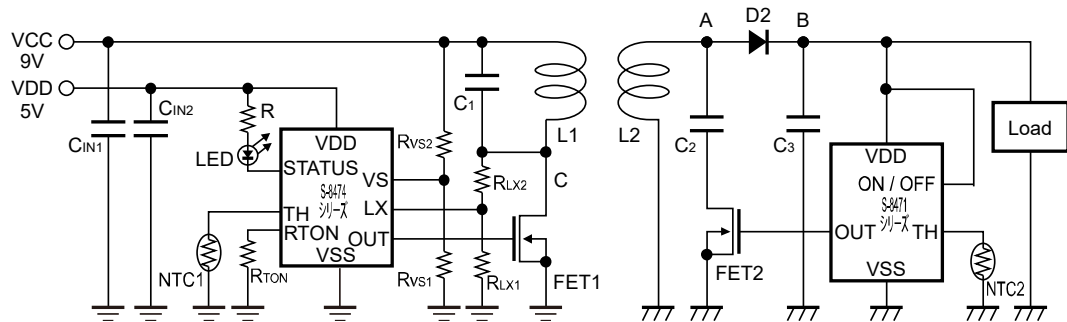 VCC
9V
VDD
5V
CIN1
CIN2
R
LED
VDD
STATUS
S-8474
シリーズ
VS
TH
LX
RTON
OUT
VSS
NTC1
RTON
RVS2
RVS1
C1
RLX2
RLX1
L1
C
FET1
L2
A
D2
B
C2
C3
FET2
VDD
ON / OFF
S-8471
シリーズ
OUT
TH
VSS
NTC2
Load